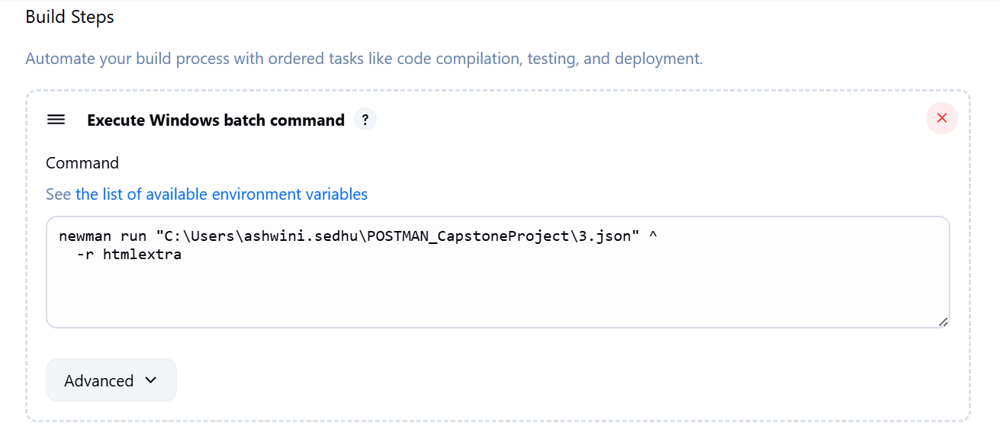 Build Steps
Automate your build process with ordered tasks like code compilation, testing, and deployment.
Execute Windows batch command ?
Command
See the list of available environment variables
newman run "C:\Users\ashwini.sedhu\POSTMAN_CapstoneProject\3.json" ^
  -r htmlextra
Advanced